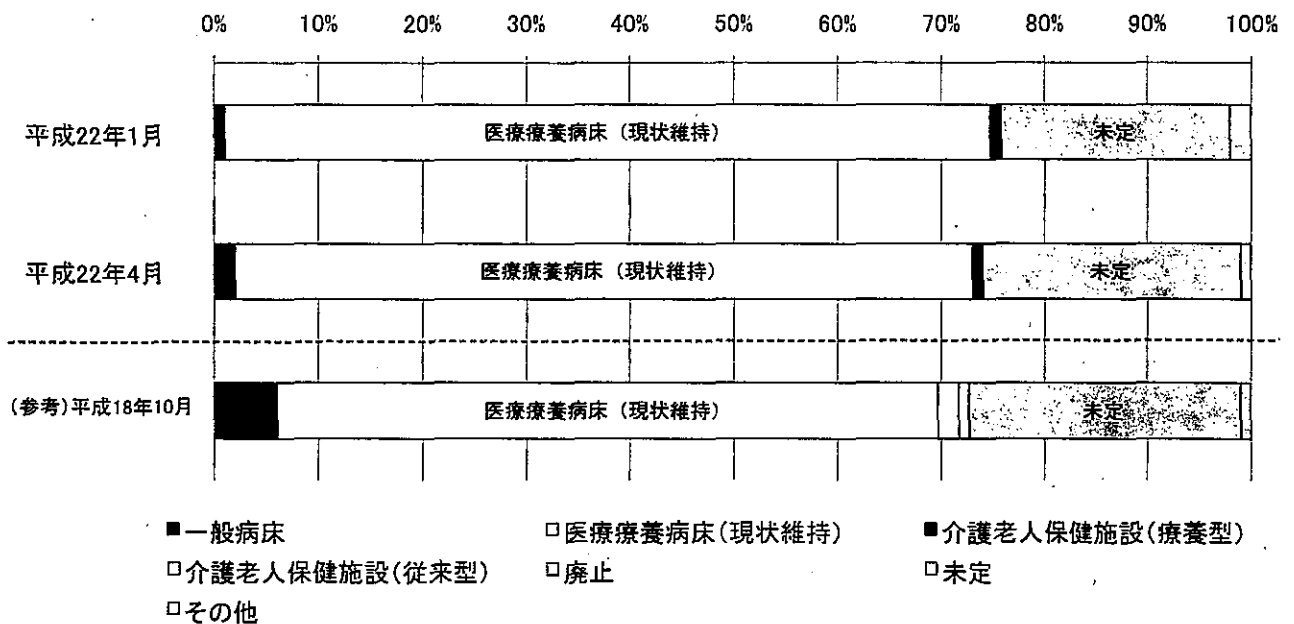 0% 10% 20% 30% 40% 50% 60% 70% 80% 90% 100%
平成22年1月 医療療養病床（現状維持） 未定
平成22年4月 医療療養病床（現状維持） 未定
(参考)平成18年10月 医療療養病床（現状維持） 未定
■一般病床 □医療療養病床(現状維持) ■介護老人保健施設(療養型)
□介護老人保健施設(従来型) □廃止 □未定
□その他